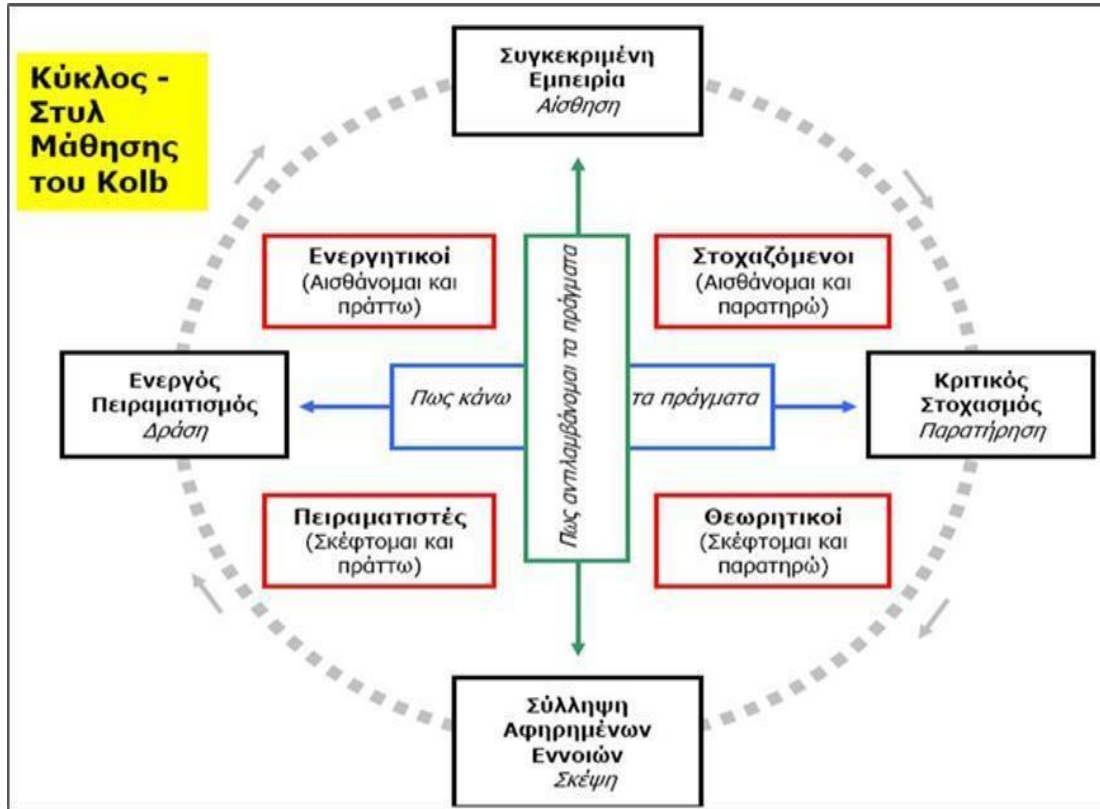 Κύκλος -
Στυλ
Μάθησης
του Kolb
Συγκεκριμένη
Εμπειρία
Αίσθηση
Ενεργητικοί
(Αισθάνομαι και
πράττω)
Στοχαζόμενοι
(Αισθάνομαι και
παρατηρώ)
Πως αντιλαμβάνομαι τα πράγματα
Ενεργός
Πειραματισμός
Δράση
Πως κάνω
τα πράγματα
Κριτικός
Στοχασμός
Παρατήρηση
Πειραματιστές
(Σκέφτομαι και
πράττω)
Θεωρητικοί
(Σκέφτομαι και
παρατηρώ)
Σύλληψη
Αφηρημένων
Εννοιών
Σκέψη